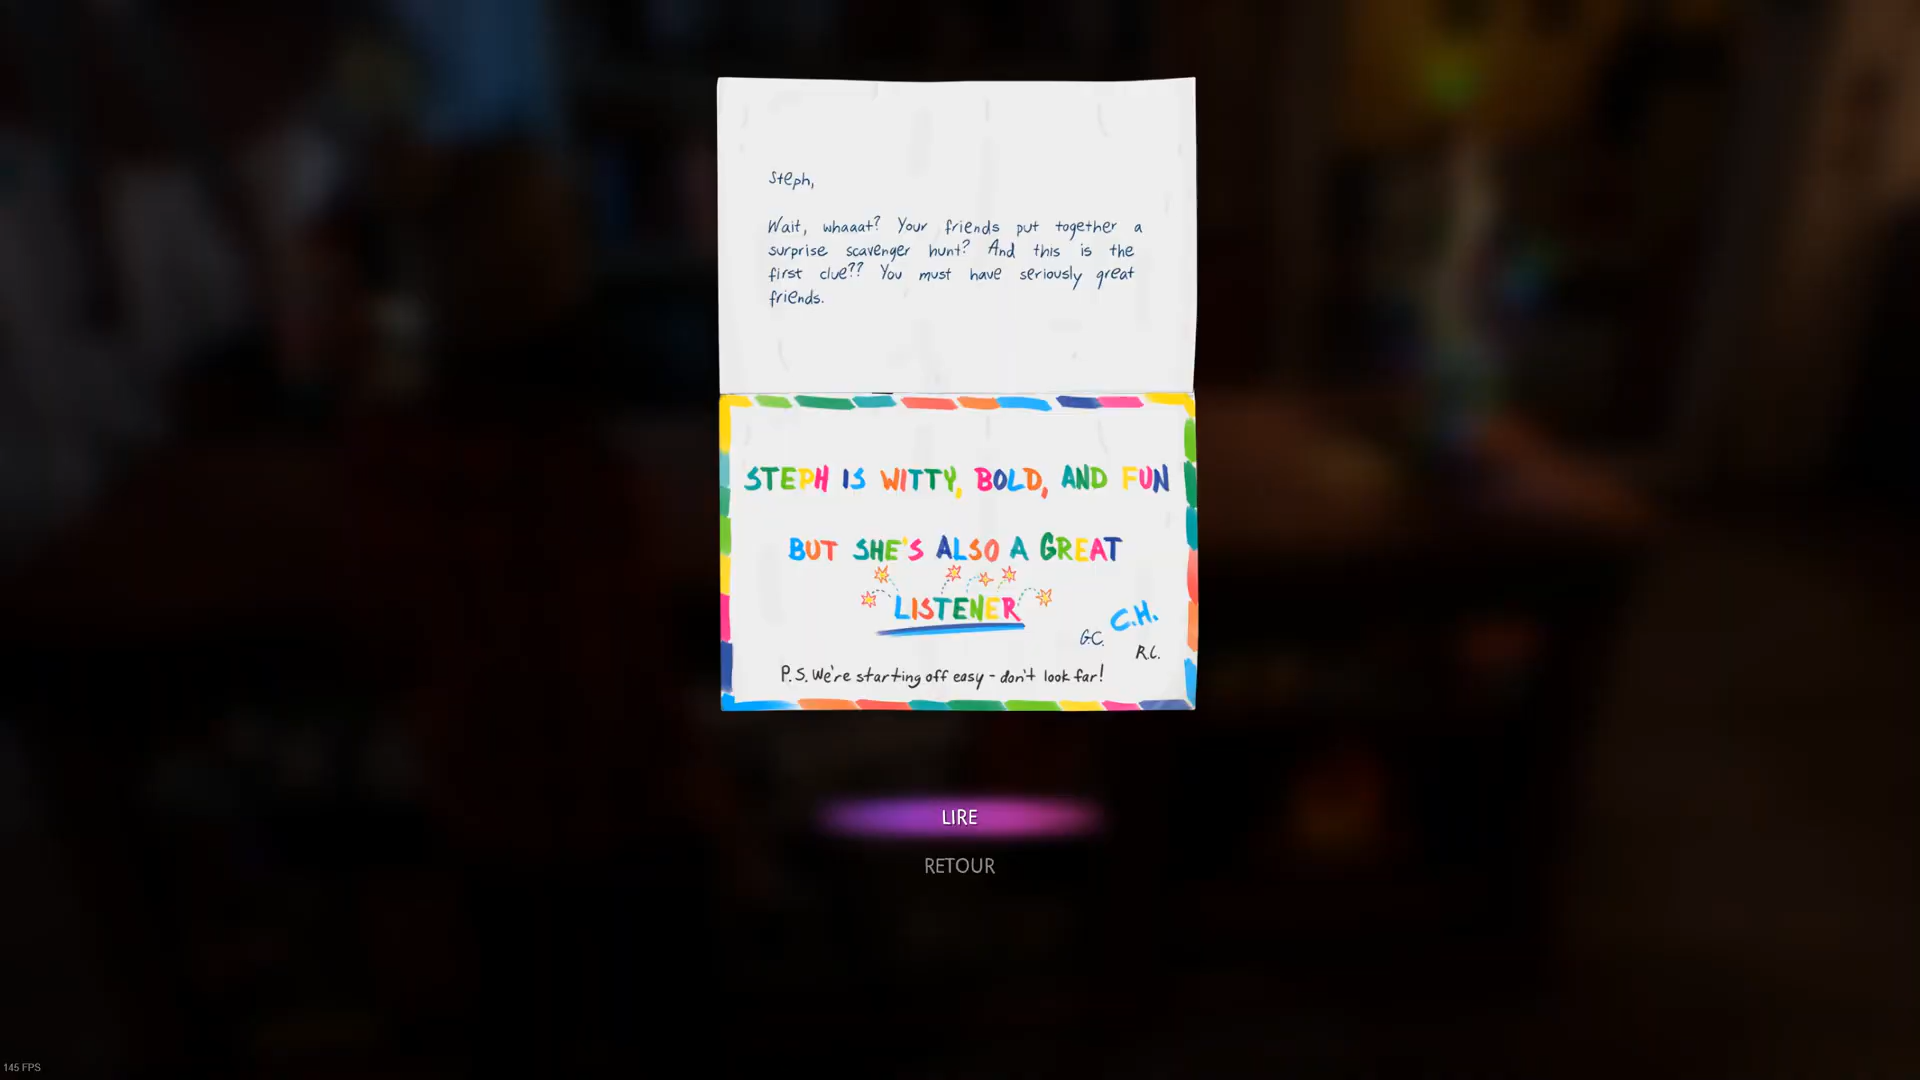 Steph,
Wait, whaaat? Your friends put together a
surprise scavenger hunt? And this is the
first clue?? You must have seriously great
friends.
STEPH IS WITTY, BOLD, AND FUN
BUT SHE'S ALSO A GREAT
LISTENER
C.H.
G.C.
R.C.
P.S. We're starting off easy - don't look far!
LIRE
RETOUR
145 FPS